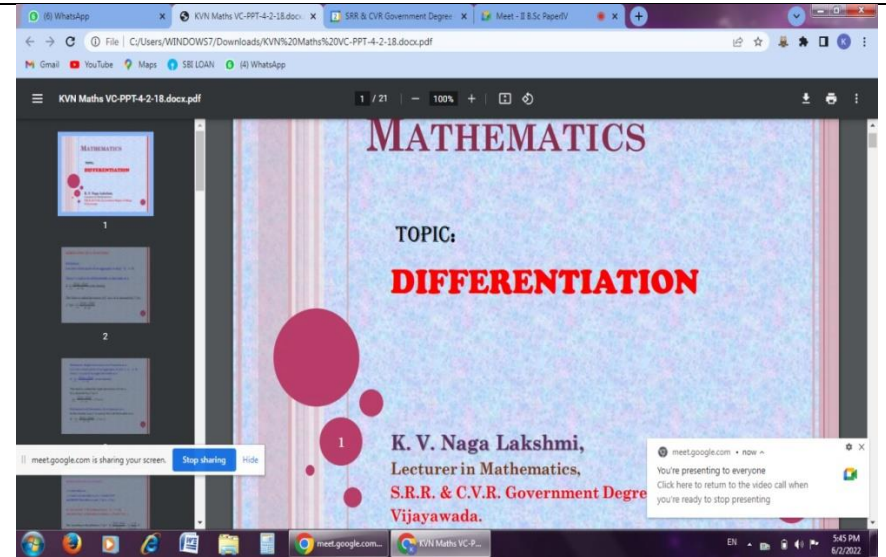 (6) WhatsApp
KVN Maths VC-PPT-4-2-18.docx
SRR & CVR Government Degree
Meet - II B.Sc PaperIV
File | C:/Users/WINDOWS7/Downloads/KVN%20Maths%20VC-PPT-4-2-18.docx.pdf
K
Gmail YouTube Maps SBI LOAN (4) WhatsApp
KVN Maths VC-PPT-4-2-18.docx.pdf
1 / 21
100%
MATHEMATICS
DIFFERENTIATION
1
2
MATHEMATICS
TOPIC:
DIFFERENTIATION
1
K. V. Naga Lakshmi,
Lecturer in Mathematics,
S.R.R. & C.V.R. Government Degre
Vijayawada.
meet.google.com is sharing your screen.
Stop sharing
Hide
meet.google.com • now
You're presenting to everyone
Click here to return to the video call when
you're ready to stop presenting
meet.google.com...
KVN Maths VC-P...
EN
5:45 PM
6/2/2022